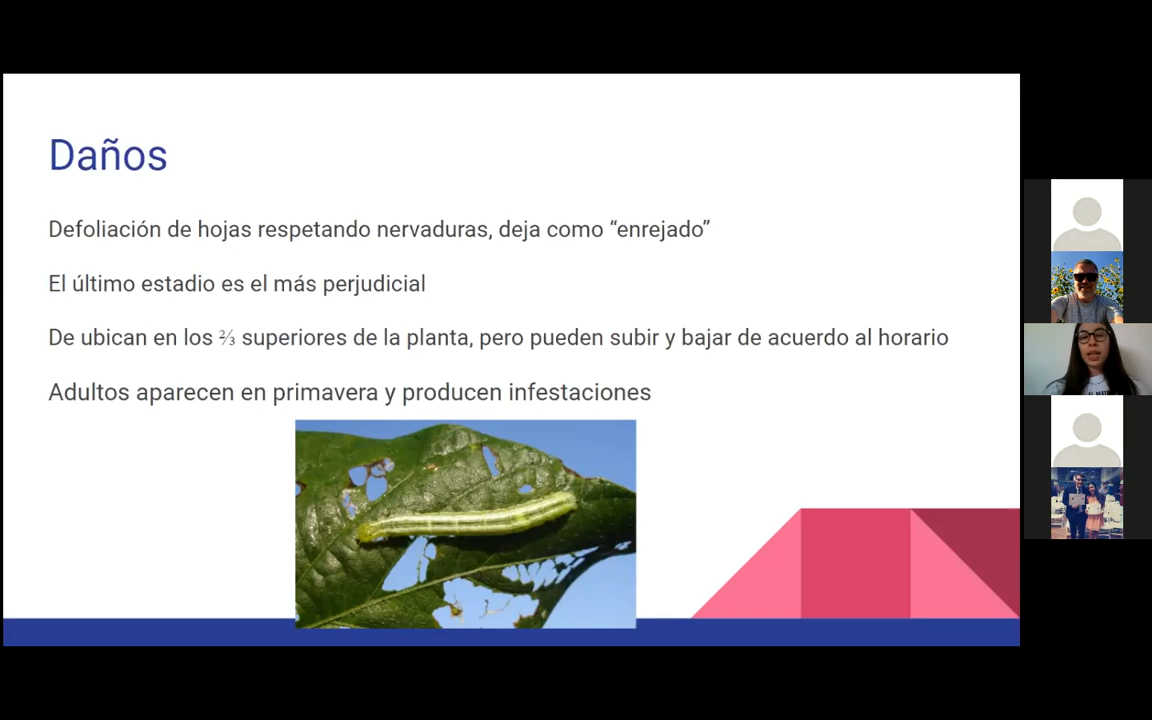 Daños
Defoliación de hojas respetando nervaduras, deja como “enrejado”
El último estadio es el más perjudicial
De ubican en los ⅔ superiores de la planta, pero pueden subir y bajar de acuerdo al horario
Adultos aparecen en primavera y producen infestaciones